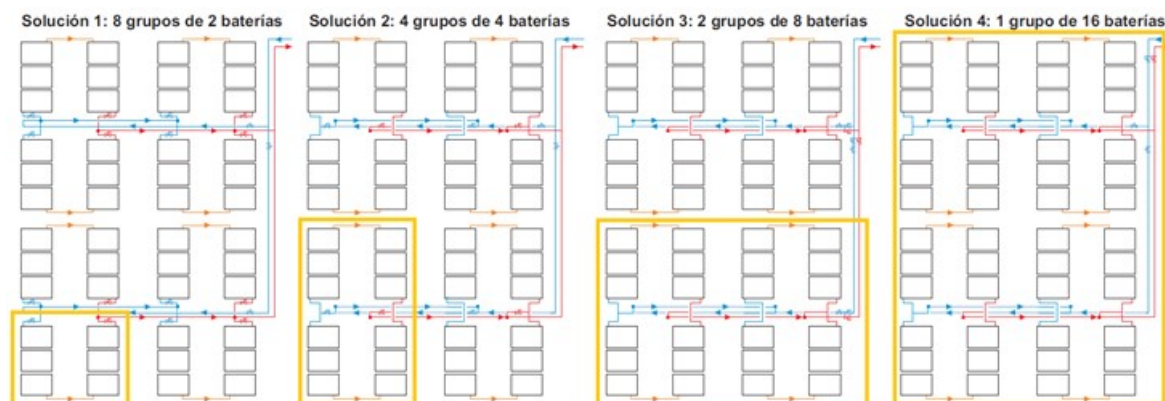 Solución 1: 8 grupos de 2 baterías
Solución 2: 4 grupos de 4 baterías
Solución 3: 2 grupos de 8 baterías
Solución 4: 1 grupo de 16 baterías